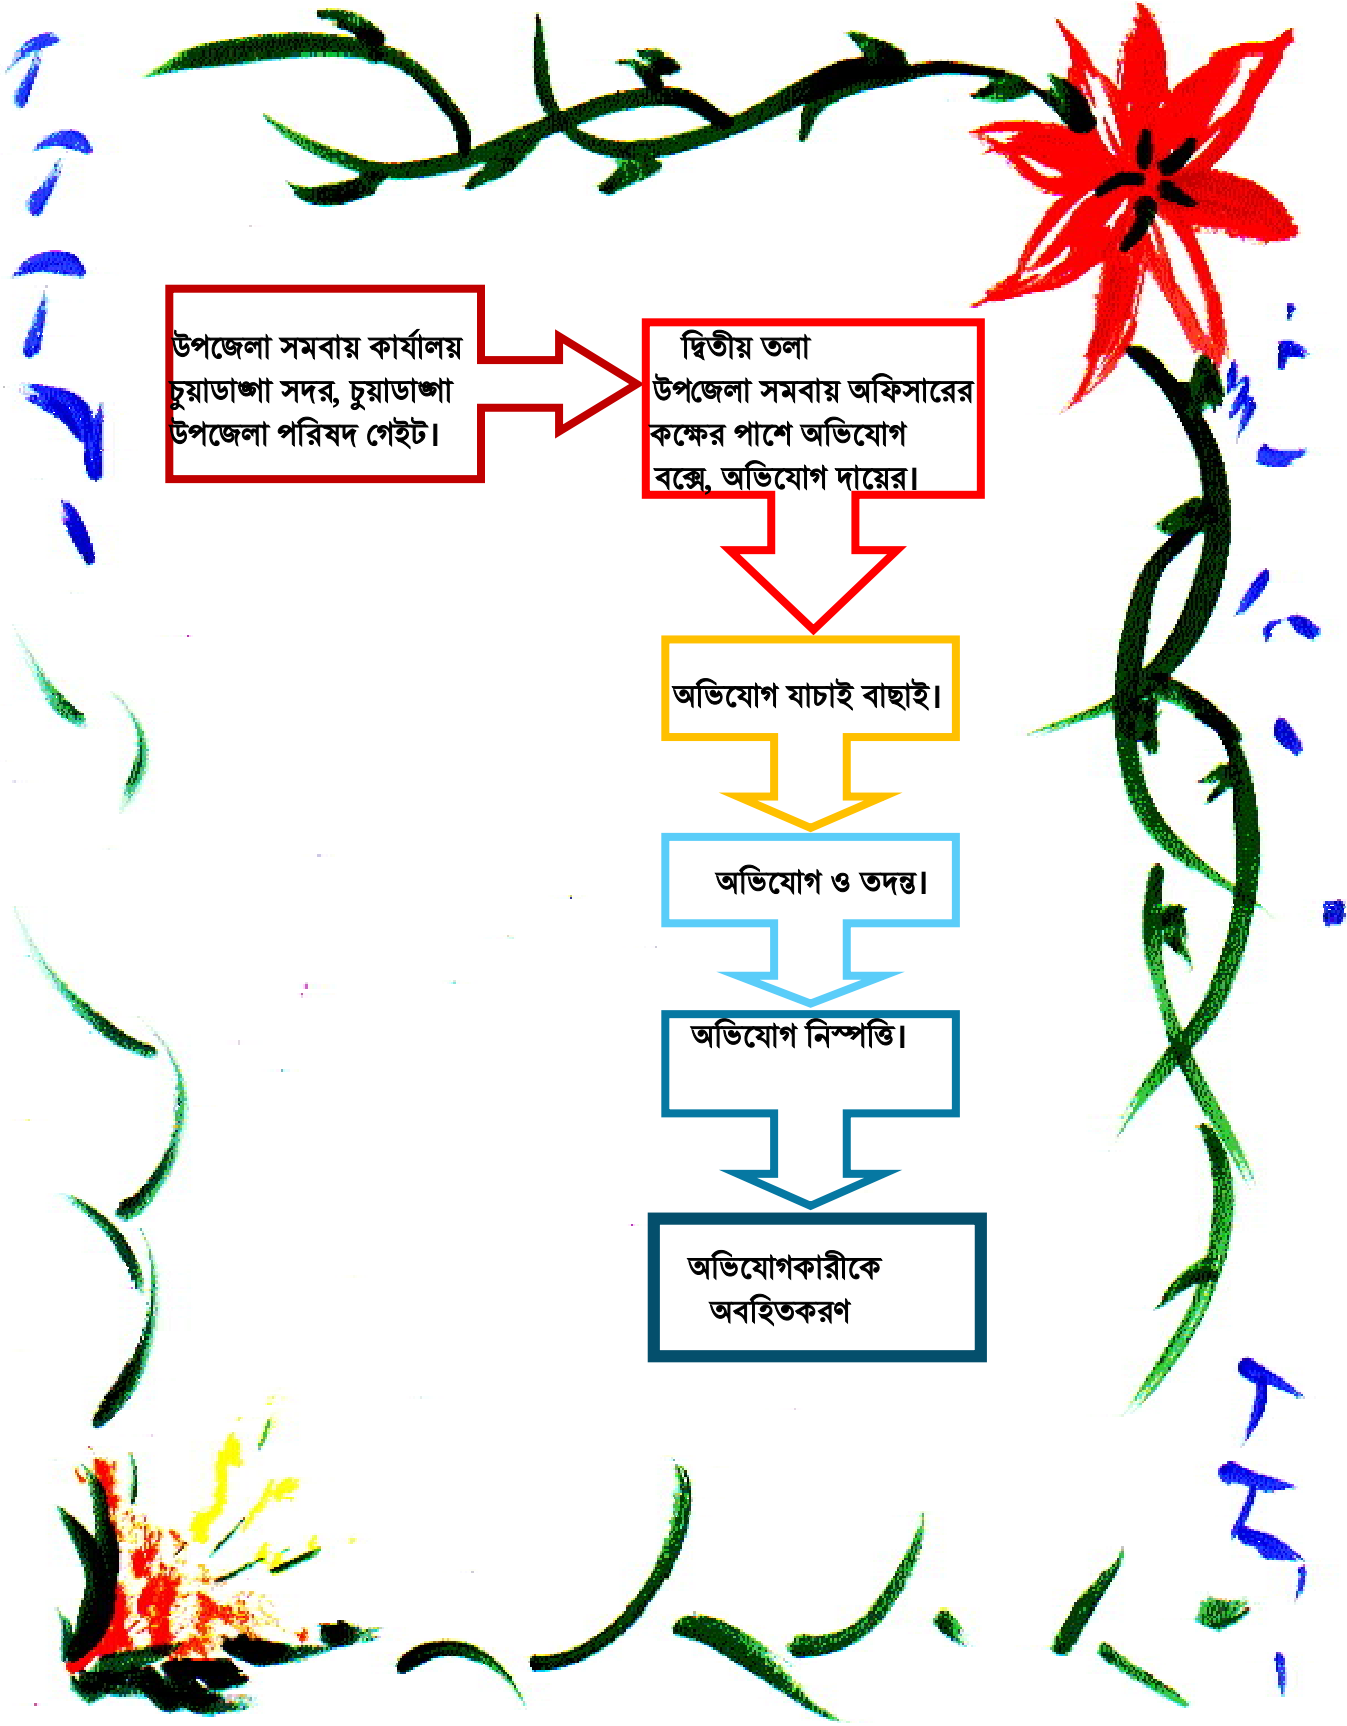 উপজেলা সমবায় কার্যালয়
চুয়াডাঙ্গা সদর, চুয়াডাঙ্গা
উপজেলা পরিষদ গেইট।
দ্বিতীয় তলা
উপজেলা সমবায় অফিসারের
কক্ষের পাশে অভিযোগ
বক্সে, অভিযোগ দায়ের।
অভিযোগ যাচাই বাছাই।
অভিযোগ ও তদন্ত।
অভিযোগ নিস্পত্তি।
অভিযোগকারীকে
অবহিতকরণ